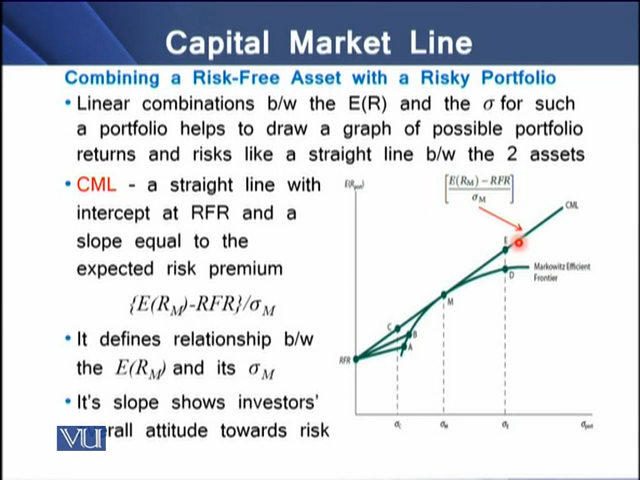 Capital Market Line
Combining a Risk-Free Asset with a Risky Portfolio
• Linear combinations b/w the E(R) and the σ for such
a portfolio helps to draw a graph of possible portfolio
returns and risks like a straight line b/w the 2 assets
• CML - a straight line with
intercept at RFR and a
slope equal to the
expected risk premium
{E(RM)-RFR}/σM
• It defines relationship b/w
the E(RM) and its σM
• It's slope shows investors'
overall attitude towards risk
VU
E(Rport)
[E(RM) – RFR]
σM
CML
E
Markowitz Efficient
Frontier
D
M
C
B
A
RFR
σM
σE
σport